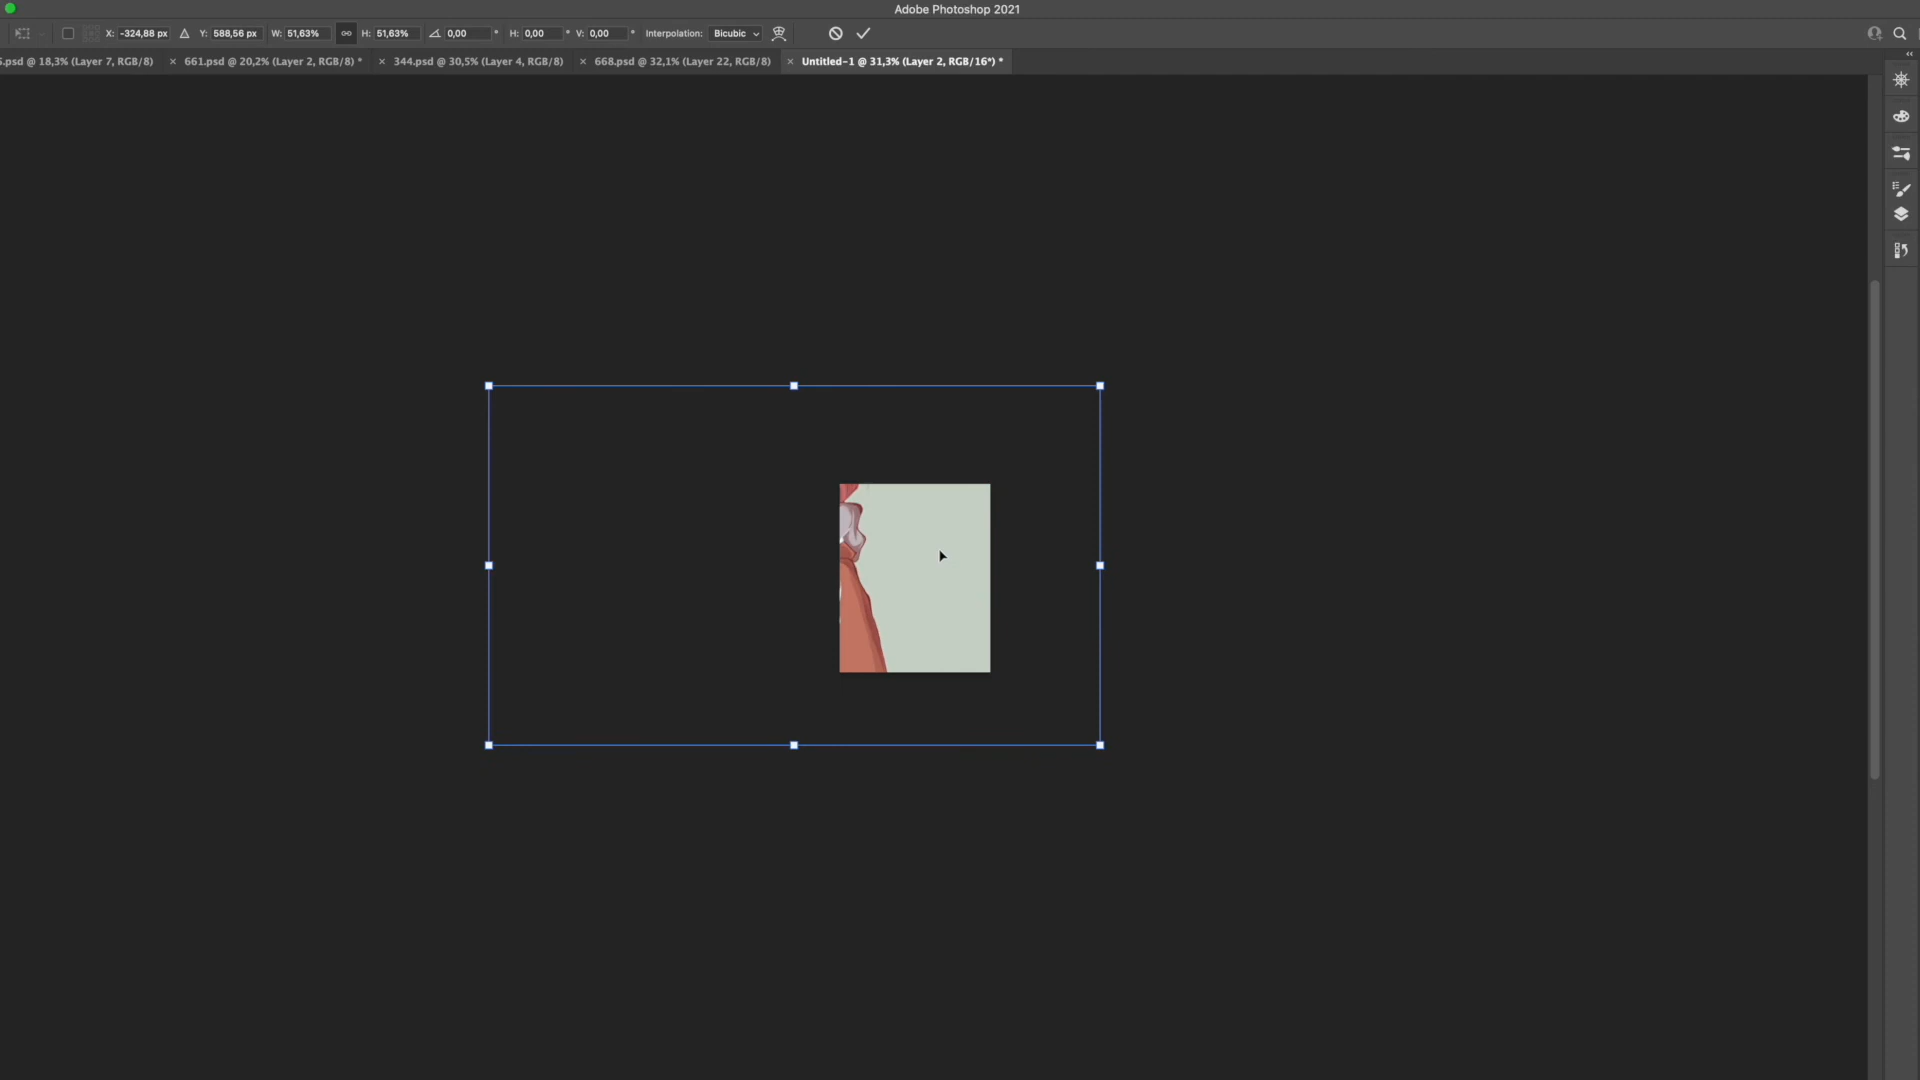 Adobe Photoshop 2021
X: -324,88 px Y: 588,56 px W: 51,63% H: 51,63% 0,00 ° H: 0,00 ° V: 0,00 ° Interpolation: Bicubic
.psd @ 18,3% (Layer 7, RGB/8) × 661.psd @ 20,2% (Layer 2, RGB/8) * × 344.psd @ 30,5% (Layer 4, RGB/8) × 668.psd @ 32,1% (Layer 22, RGB/8) × Untitled-1 @ 31,3% (Layer 2, RGB/16*) *